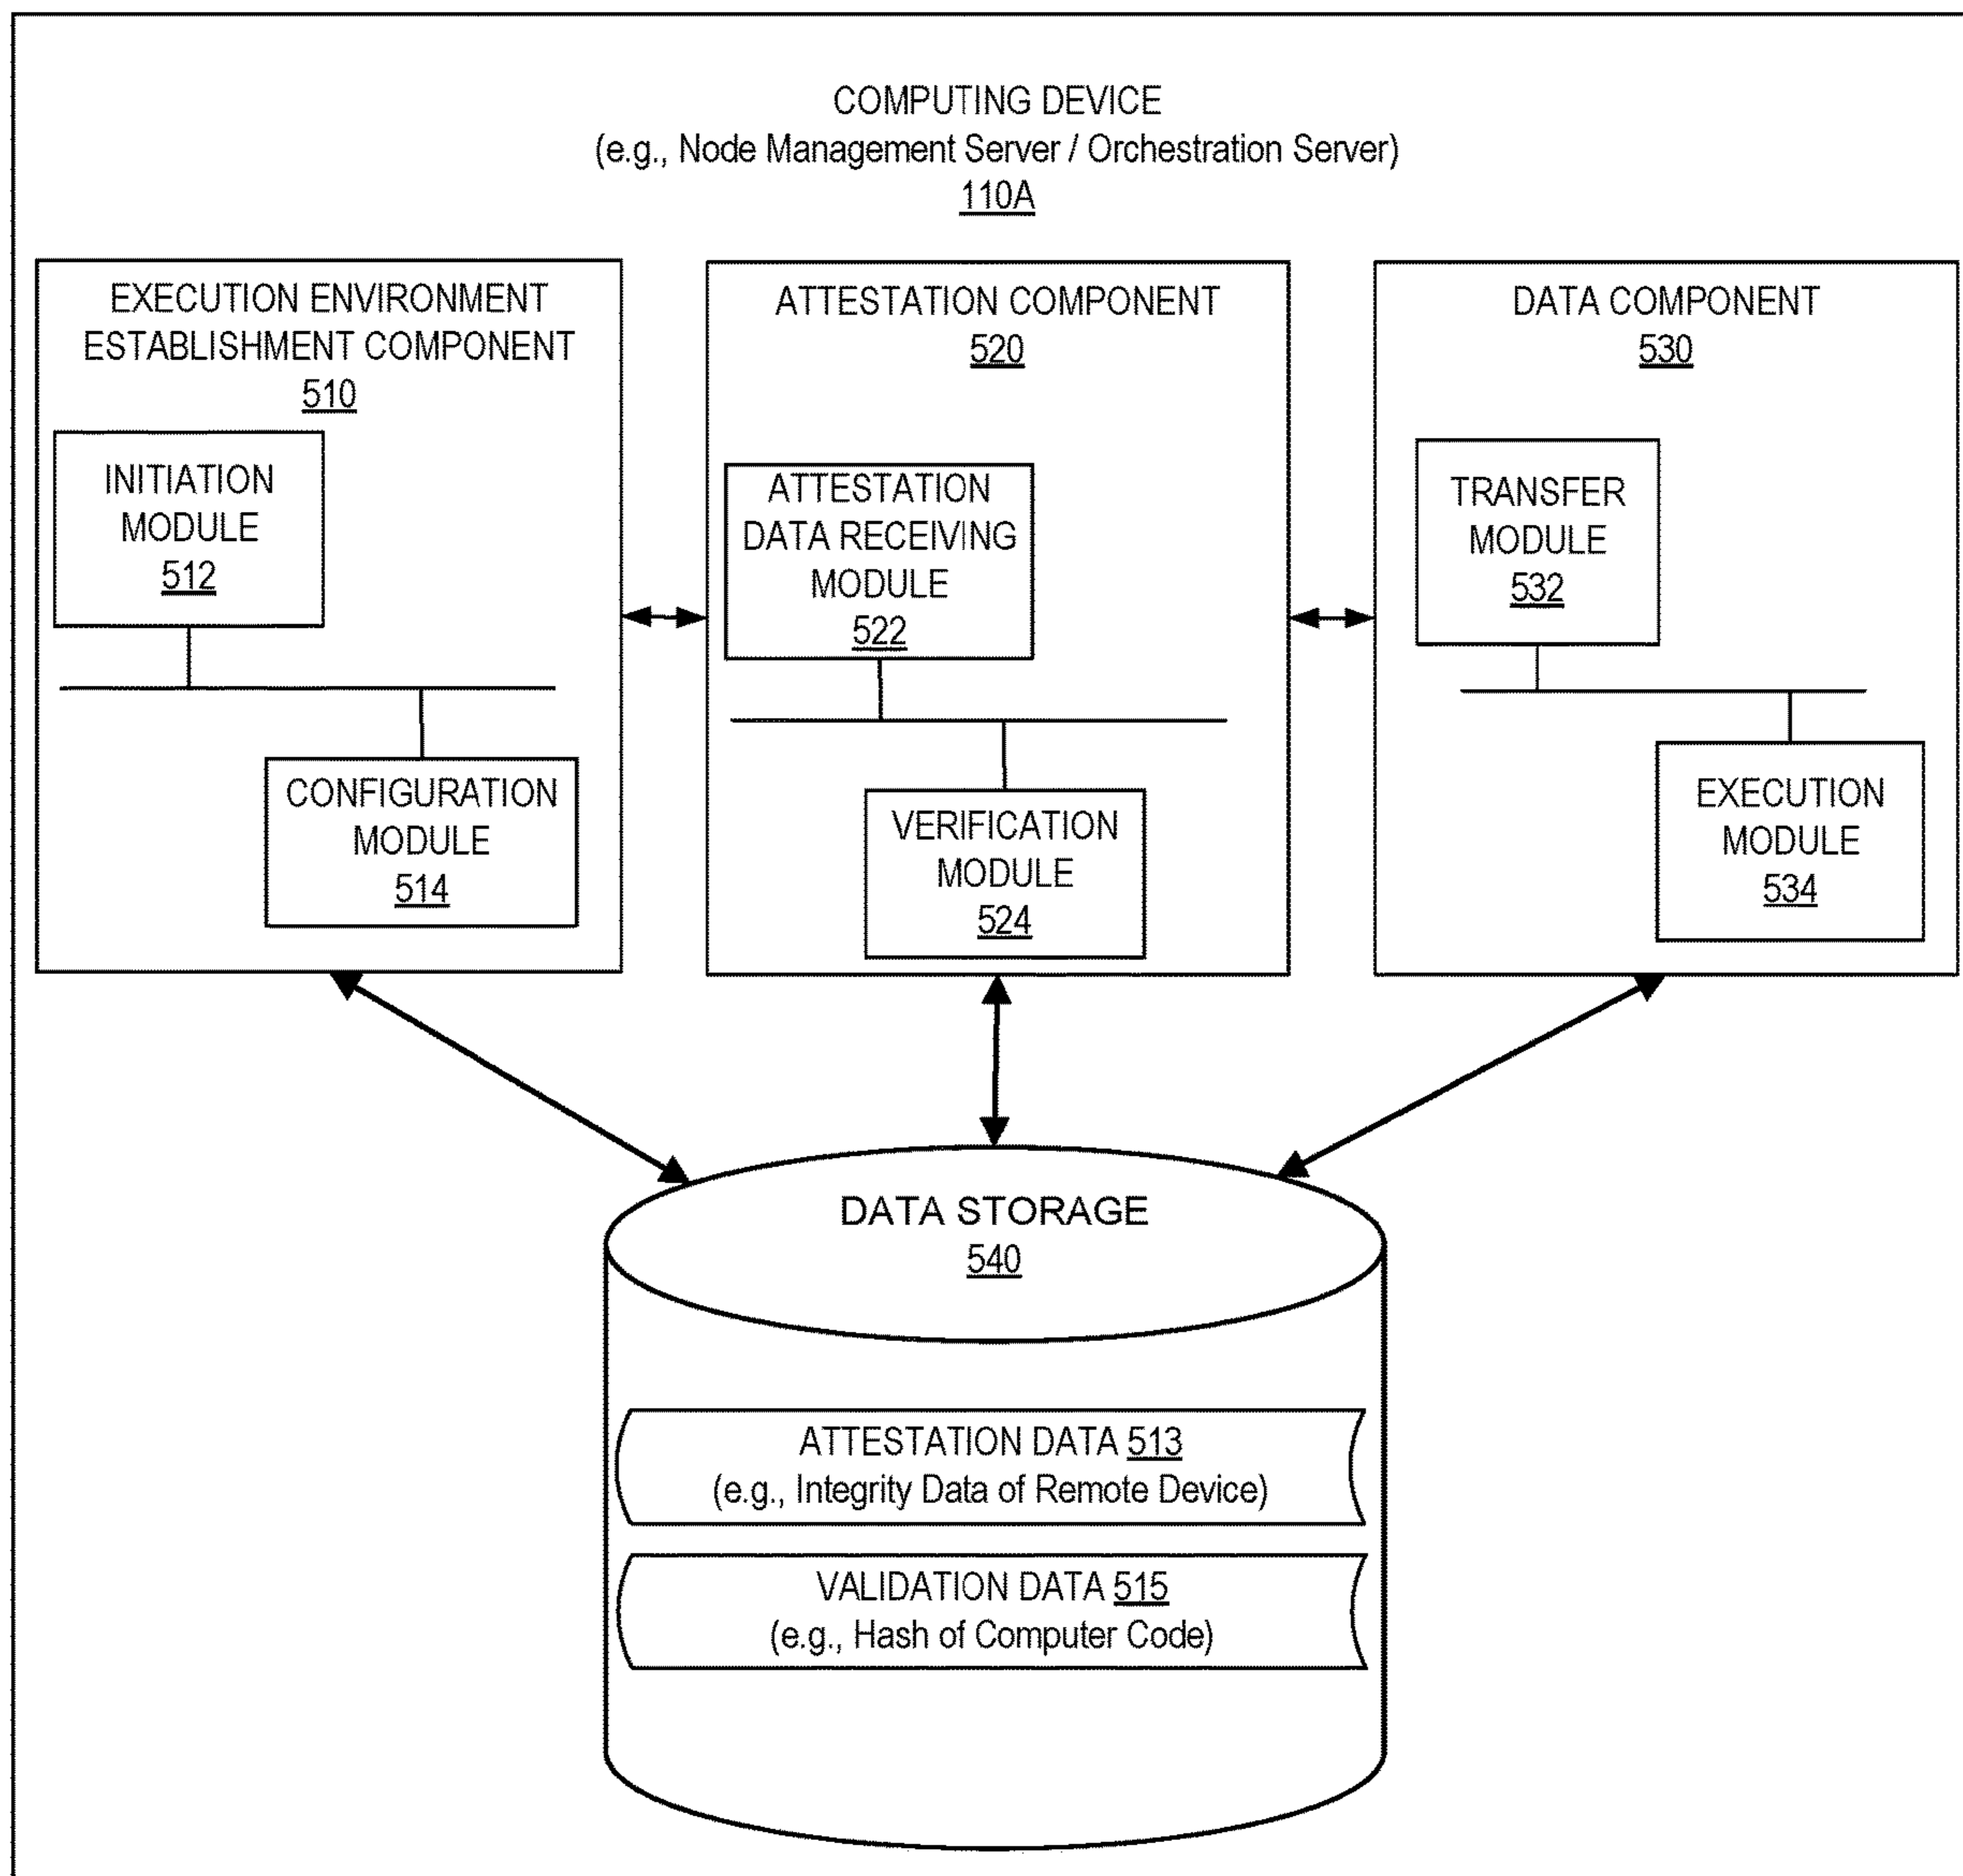 COMPUTING DEVICE
(e.g., Node Management Server / Orchestration Server)
110A
EXECUTION ENVIRONMENT
ESTABLISHMENT COMPONENT
510
INITIATION
MODULE
512
CONFIGURATION
MODULE
514
ATTESTATION COMPONENT
520
ATTESTATION
DATA RECEIVING
MODULE
522
VERIFICATION
MODULE
524
DATA COMPONENT
530
TRANSFER
MODULE
532
EXECUTION
MODULE
534
DATA STORAGE
540
ATTESTATION DATA 513
(e.g., Integrity Data of Remote Device)
VALIDATION DATA 515
(e.g., Hash of Computer Code)